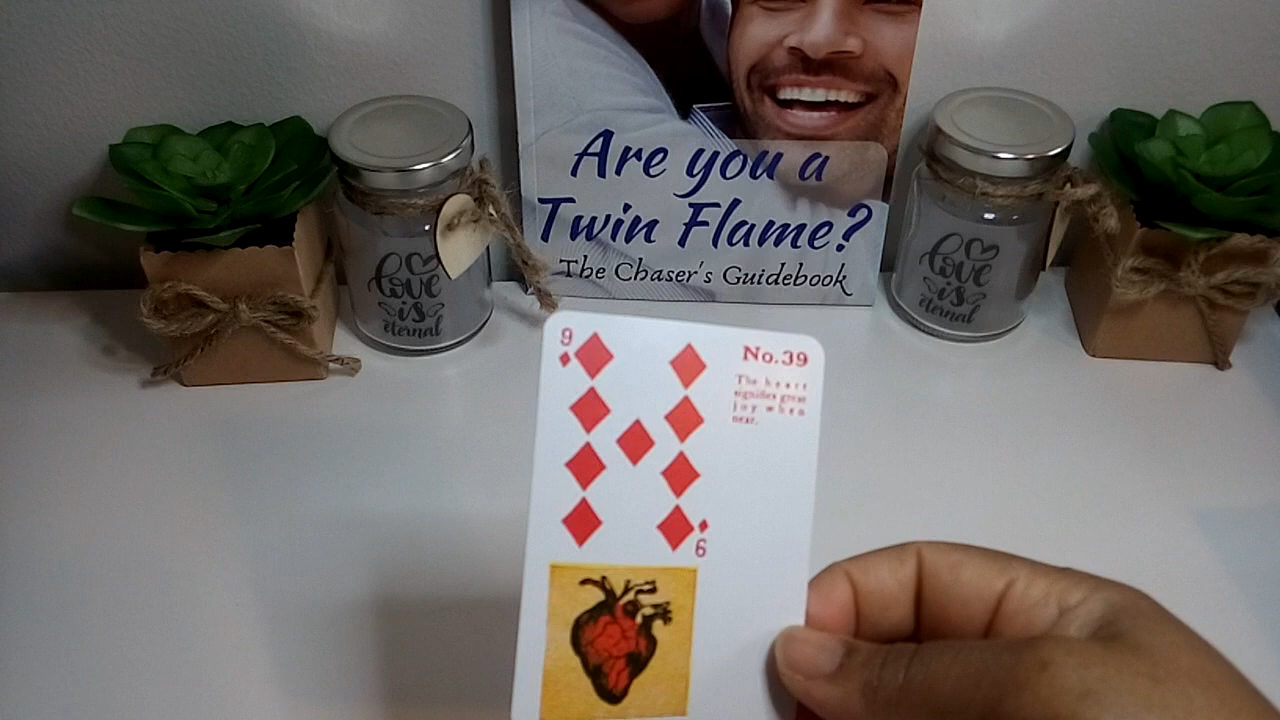 Are you a
Twin Flame?
The Chaser's Guidebook
love
is
eternal
love
is
eternal
9
No.39
The heart
signifies great
joy when
near.
9